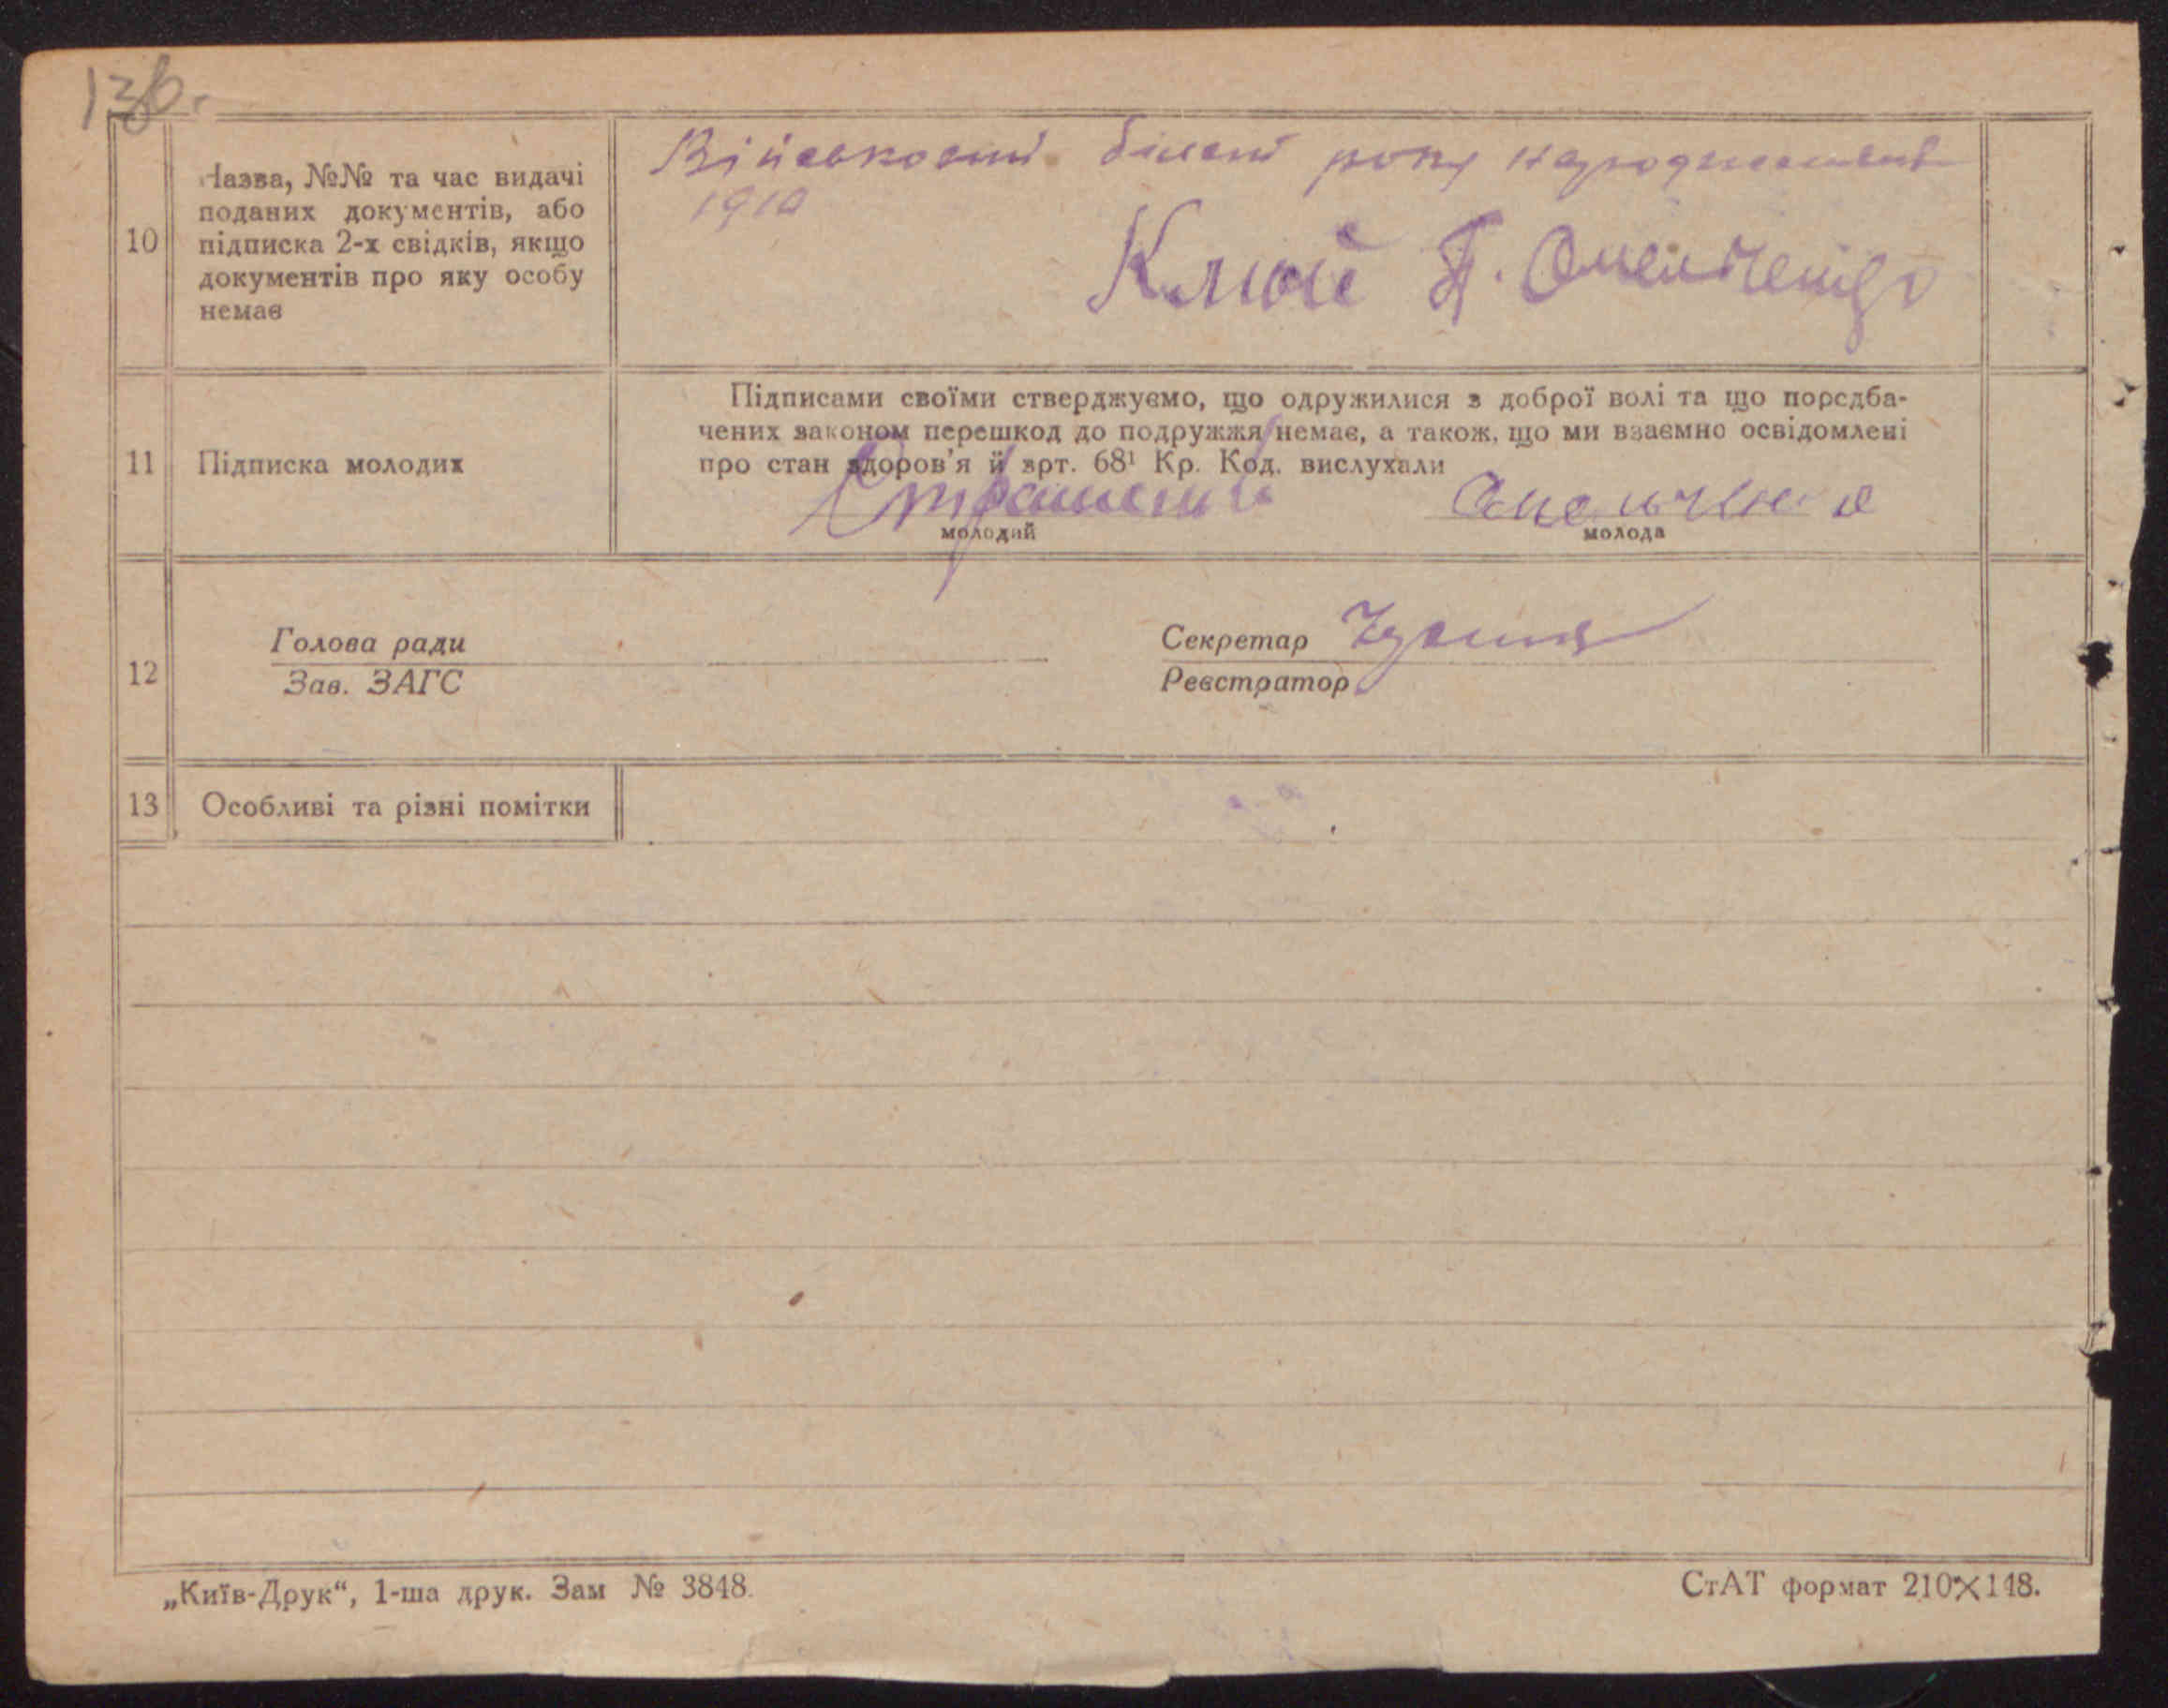 13б.
10
Назва, №№ та час видачі
поданих документів, або
підписка 2-х свідків, якщо
документів про яку особу
немає
Військовий білет року народження
1910
11
Підписка молодих
Підписами своїми стверджуємо, що одружилися з доброї волі та що породба-
чених законом перешкод до подружжя немає, а також, що ми взаємно освідомлені
про стан здоров'я й арт. 68¹ Кр. Код. вислухали
молодий
молода
12
Голова ради
Зав. ЗАГС
Секретар
Реєстратор
13
Особливі та різні помітки
„Київ-Друк“, 1-ша друк. Зам № 3848.
СтАТ формат 210×148.